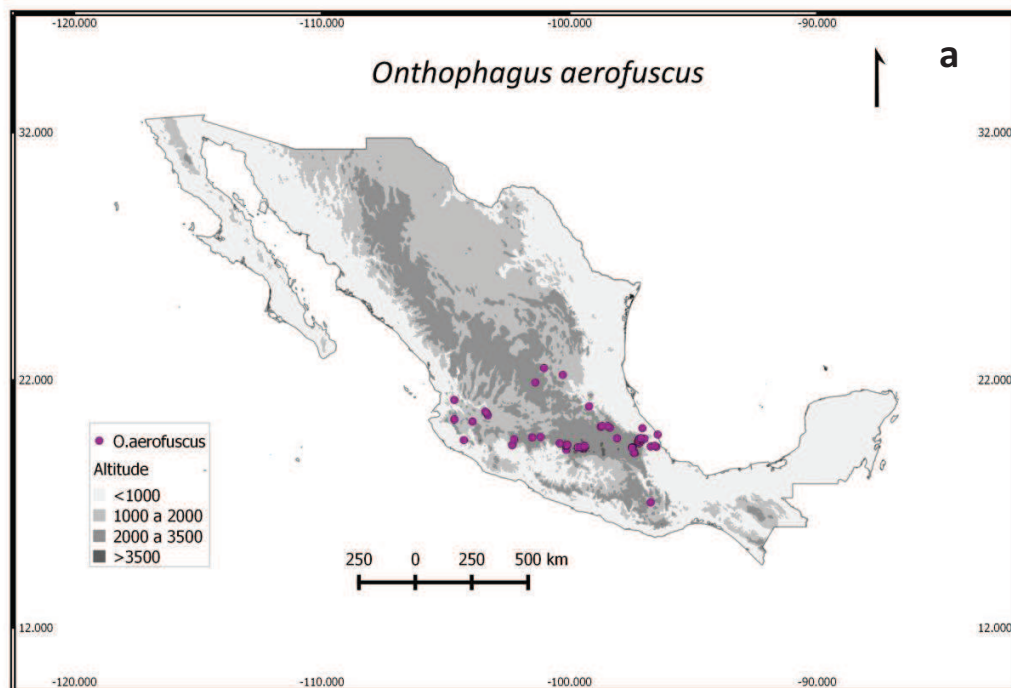 -120.000 -110.000 -100.000 -90.000
Onthophagus aerofuscus
a
32.000 32.000
22.000 22.000
O.aerofuscus
Altitude
<1000
1000 a 2000
2000 a 3500
>3500
250 0 250 500 km
12.000 12.000
-120.000 -110.000 -100.000 -90.000